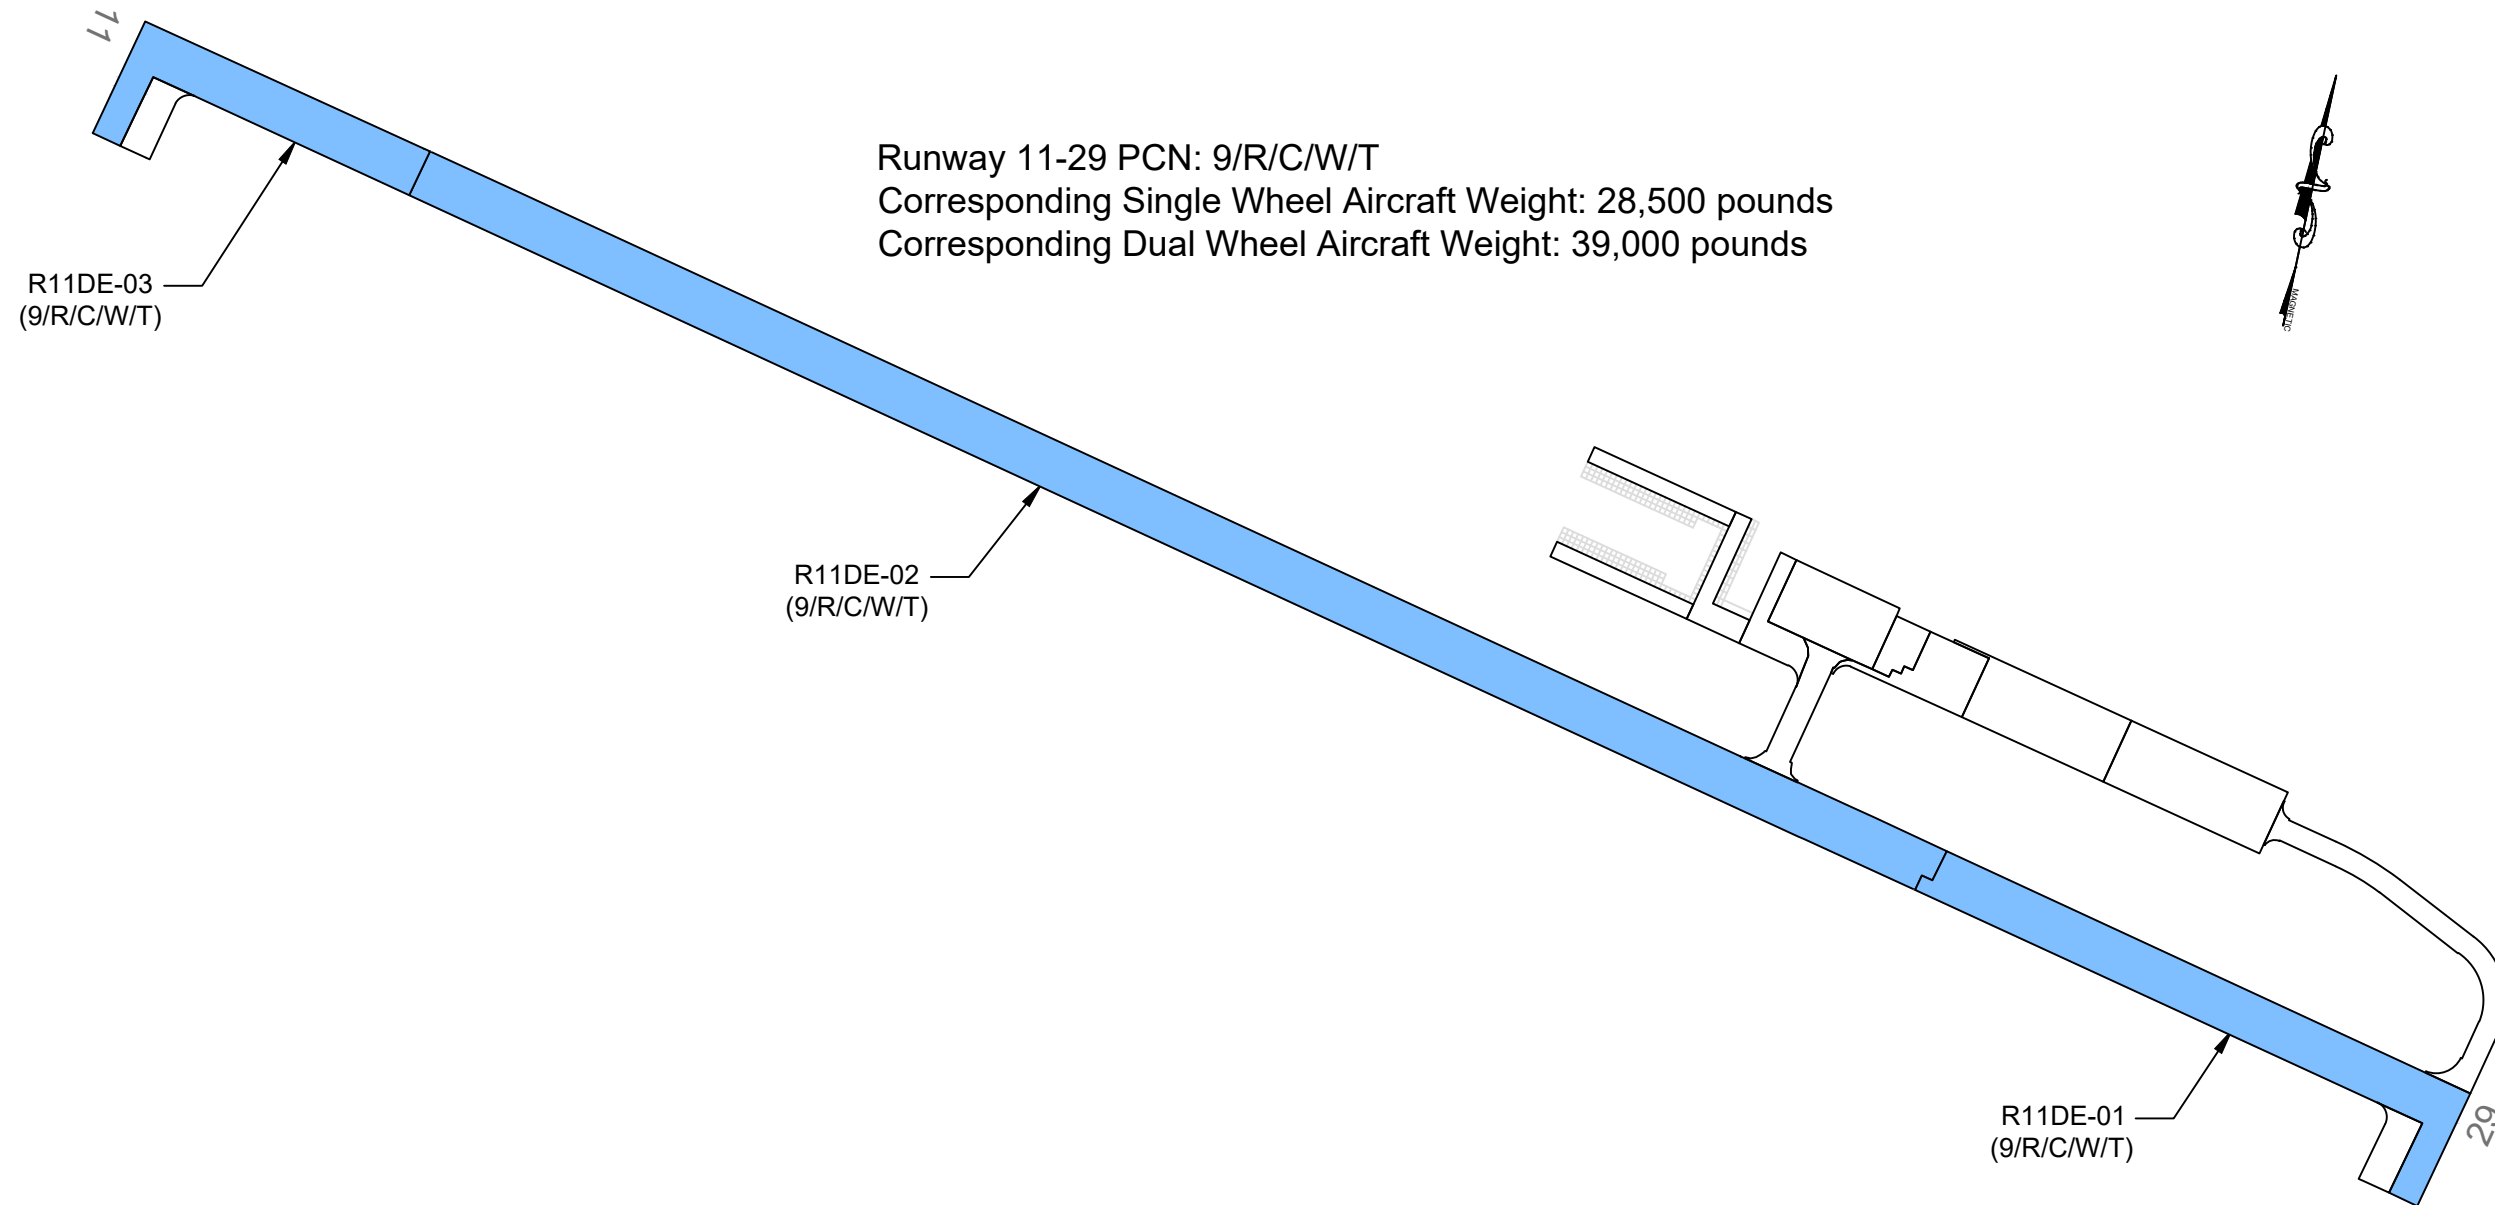 11
Runway 11-29 PCN: 9/R/C/W/T
Corresponding Single Wheel Aircraft Weight: 28,500 pounds
Corresponding Dual Wheel Aircraft Weight: 39,000 pounds
MAGNETIC
R11DE-03
(9/R/C/W/T)
R11DE-02
(9/R/C/W/T)
R11DE-01
(9/R/C/W/T)
29